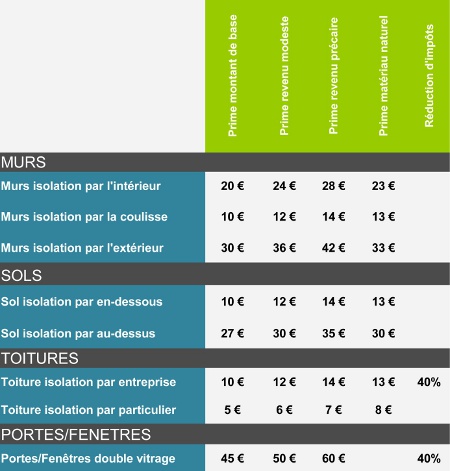 Prime montant de base
Prime revenu modeste
Prime revenu précaire
Prime matériau naturel
Réduction d'impôts
MURS
Murs isolation par l'intérieur 20 € 24 € 28 € 23 €
Murs isolation par la coulisse 10 € 12 € 14 € 13 €
Murs isolation par l'extérieur 30 € 36 € 42 € 33 €
SOLS
Sol isolation par en-dessous 10 € 12 € 14 € 13 €
Sol isolation par au-dessus 27 € 30 € 35 € 30 €
TOITURES
Toiture isolation par entreprise 10 € 12 € 14 € 13 € 40%
Toiture isolation par particulier 5 € 6 € 7 € 8 €
PORTES/FENETRES
Portes/Fenêtres double vitrage 45 € 50 € 60 € 40%